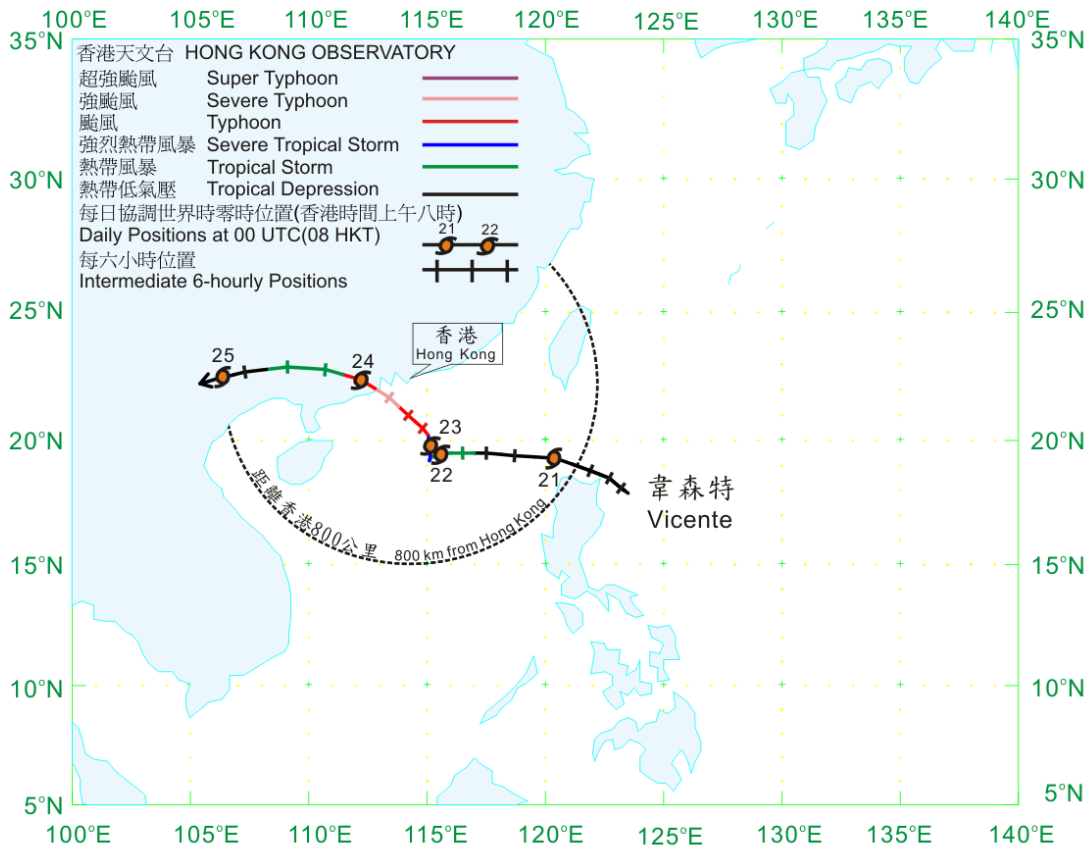 100°E 105°E 110°E 115°E 120°E 125°E 130°E 135°E 140°E
35°N 35°N
香港天文台 HONG KONG OBSERVATORY
超強颱風 Super Typhoon
強颱風 Severe Typhoon
颱風 Typhoon
強烈熱帶風暴 Severe Tropical Storm
熱帶風暴 Tropical Storm
熱帶低氣壓 Tropical Depression
30°N 30°N
每日協調世界時零時位置(香港時間上午八時)
Daily Positions at 00 UTC(08 HKT)
21 22
每六小時位置
Intermediate 6-hourly Positions
25°N 25°N
香港
Hong Kong
25
24
23
22
21
20°N 20°N
韋森特
Vicente
距離香港800公里
800 km from Hong Kong
15°N 15°N
10°N 10°N
5°N 5°N
100°E 105°E 110°E 115°E 120°E 125°E 130°E 135°E 140°E